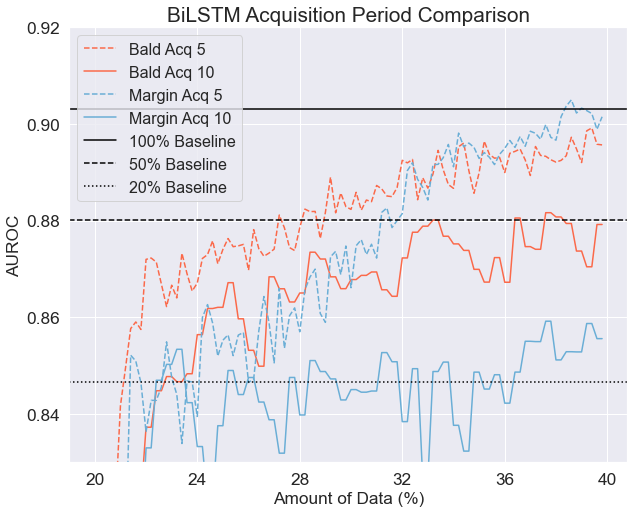 BiLSTM Acquisition Period Comparison
0.92
0.90
0.88
0.86
0.84
AUROC
Bald Acq 5
Bald Acq 10
Margin Acq 5
Margin Acq 10
100% Baseline
50% Baseline
20% Baseline
20 24 28 32 36 40
Amount of Data (%)